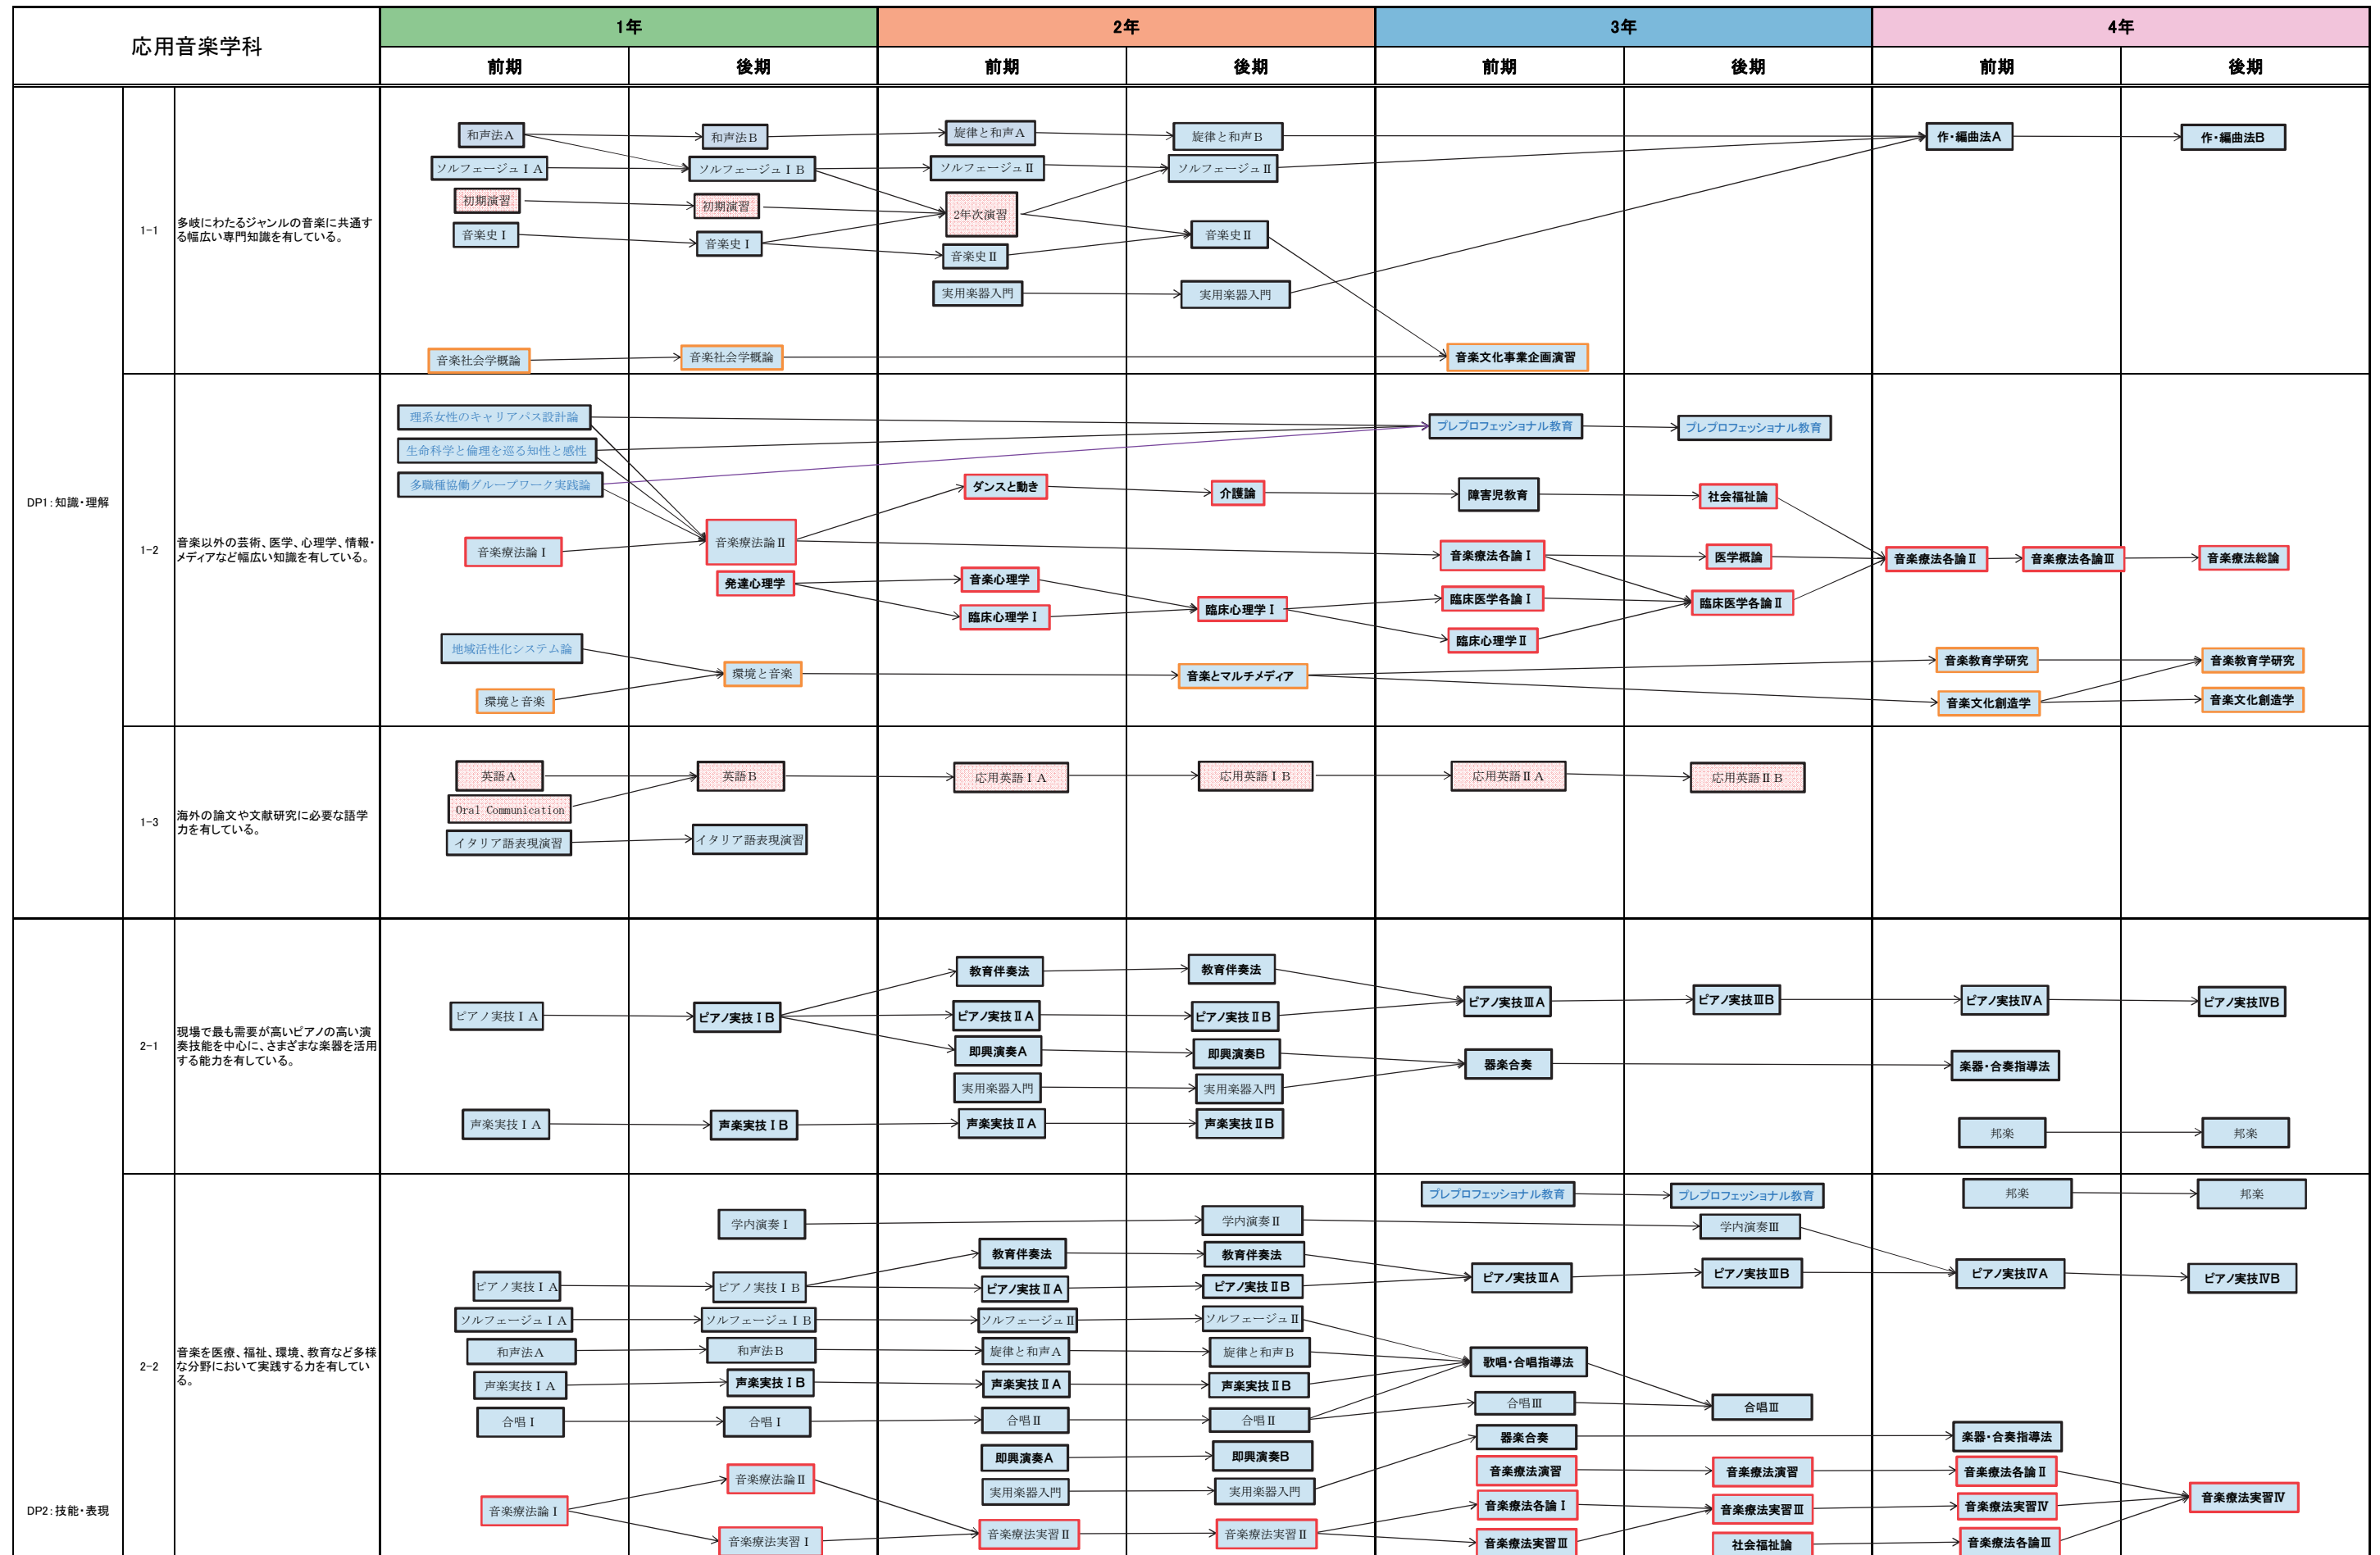 応用音楽学科
1年
2年
3年
4年
前期
後期
前期
後期
前期
後期
前期
後期
DP1:知識・理解
1-1
多岐にわたるジャンルの音楽に共通す
る幅広い専門知識を有している。
和声法A
和声法B
旋律と和声A
旋律と和声B
作・編曲法A
作・編曲法B
ソルフェージュⅠA
ソルフェージュⅠB
ソルフェージュⅡ
ソルフェージュⅡ
初期演習
初期演習
2年次演習
音楽史Ⅰ
音楽史Ⅰ
音楽史Ⅱ
音楽史Ⅱ
実用楽器入門
実用楽器入門
音楽社会学概論
音楽社会学概論
音楽文化事業企画演習
1-2
音楽以外の芸術、医学、心理学、情報・
メディアなど幅広い知識を有している。
理系女性のキャリアパス設計論
プレプロフェッショナル教育
プレプロフェッショナル教育
生命科学と倫理を巡る知性と感性
多職種協働グループワーク実践論
ダンスと動き
介護論
障害児教育
社会福祉論
音楽療法論Ⅰ
音楽療法論Ⅱ
音楽療法各論Ⅰ
医学概論
音楽療法各論Ⅱ
音楽療法各論Ⅲ
音楽療法総論
発達心理学
音楽心理学
臨床心理学Ⅰ
臨床心理学Ⅰ
臨床医学各論Ⅰ
臨床医学各論Ⅱ
臨床心理学Ⅱ
地域活性化システム論
環境と音楽
環境と音楽
音楽とマルチメディア
音楽教育学研究
音楽教育学研究
音楽文化創造学
音楽文化創造学
1-3
海外の論文や文献研究に必要な語学
力を有している。
英語A
英語B
応用英語ⅠA
応用英語ⅠB
応用英語ⅡA
応用英語ⅡB
Oral Communication
イタリア語表現演習
イタリア語表現演習
DP2:技能・表現
2-1
現場で最も需要が高いピアノの高い演
奏技能を中心に、さまざまな楽器を活用
する能力を有している。
教育伴奏法
教育伴奏法
ピアノ実技ⅠA
ピアノ実技ⅠB
ピアノ実技ⅡA
ピアノ実技ⅡB
ピアノ実技ⅢA
ピアノ実技ⅢB
ピアノ実技ⅣA
ピアノ実技ⅣB
即興演奏A
即興演奏B
器楽合奏
楽器・合奏指導法
実用楽器入門
実用楽器入門
声楽実技ⅠA
声楽実技ⅠB
声楽実技ⅡA
声楽実技ⅡB
邦楽
邦楽
2-2
音楽を医療、福祉、環境、教育など多様
な分野において実践する力を有してい
る。
プレプロフェッショナル教育
プレプロフェッショナル教育
邦楽
邦楽
学内演奏Ⅰ
学内演奏Ⅱ
学内演奏Ⅲ
教育伴奏法
教育伴奏法
ピアノ実技ⅠA
ピアノ実技ⅠB
ピアノ実技ⅡA
ピアノ実技ⅡB
ピアノ実技ⅢA
ピアノ実技ⅢB
ピアノ実技ⅣA
ピアノ実技ⅣB
ソルフェージュⅠA
ソルフェージュⅠB
ソルフェージュⅡ
ソルフェージュⅡ
和声法A
和声法B
旋律と和声A
旋律と和声B
歌唱・合唱指導法
声楽実技ⅠA
声楽実技ⅠB
声楽実技ⅡA
声楽実技ⅡB
合唱Ⅰ
合唱Ⅰ
合唱Ⅱ
合唱Ⅱ
合唱Ⅲ
合唱Ⅲ
即興演奏A
即興演奏B
器楽合奏
楽器・合奏指導法
音楽療法論Ⅰ
音楽療法論Ⅱ
実用楽器入門
実用楽器入門
音楽療法演習
音楽療法演習
音楽療法各論Ⅱ
音楽療法各論Ⅰ
音楽療法実習Ⅲ
音楽療法実習Ⅳ
音楽療法実習Ⅳ
音楽療法実習Ⅰ
音楽療法実習Ⅱ
音楽療法実習Ⅱ
音楽療法実習Ⅲ
社会福祉論
音楽療法各論Ⅲ